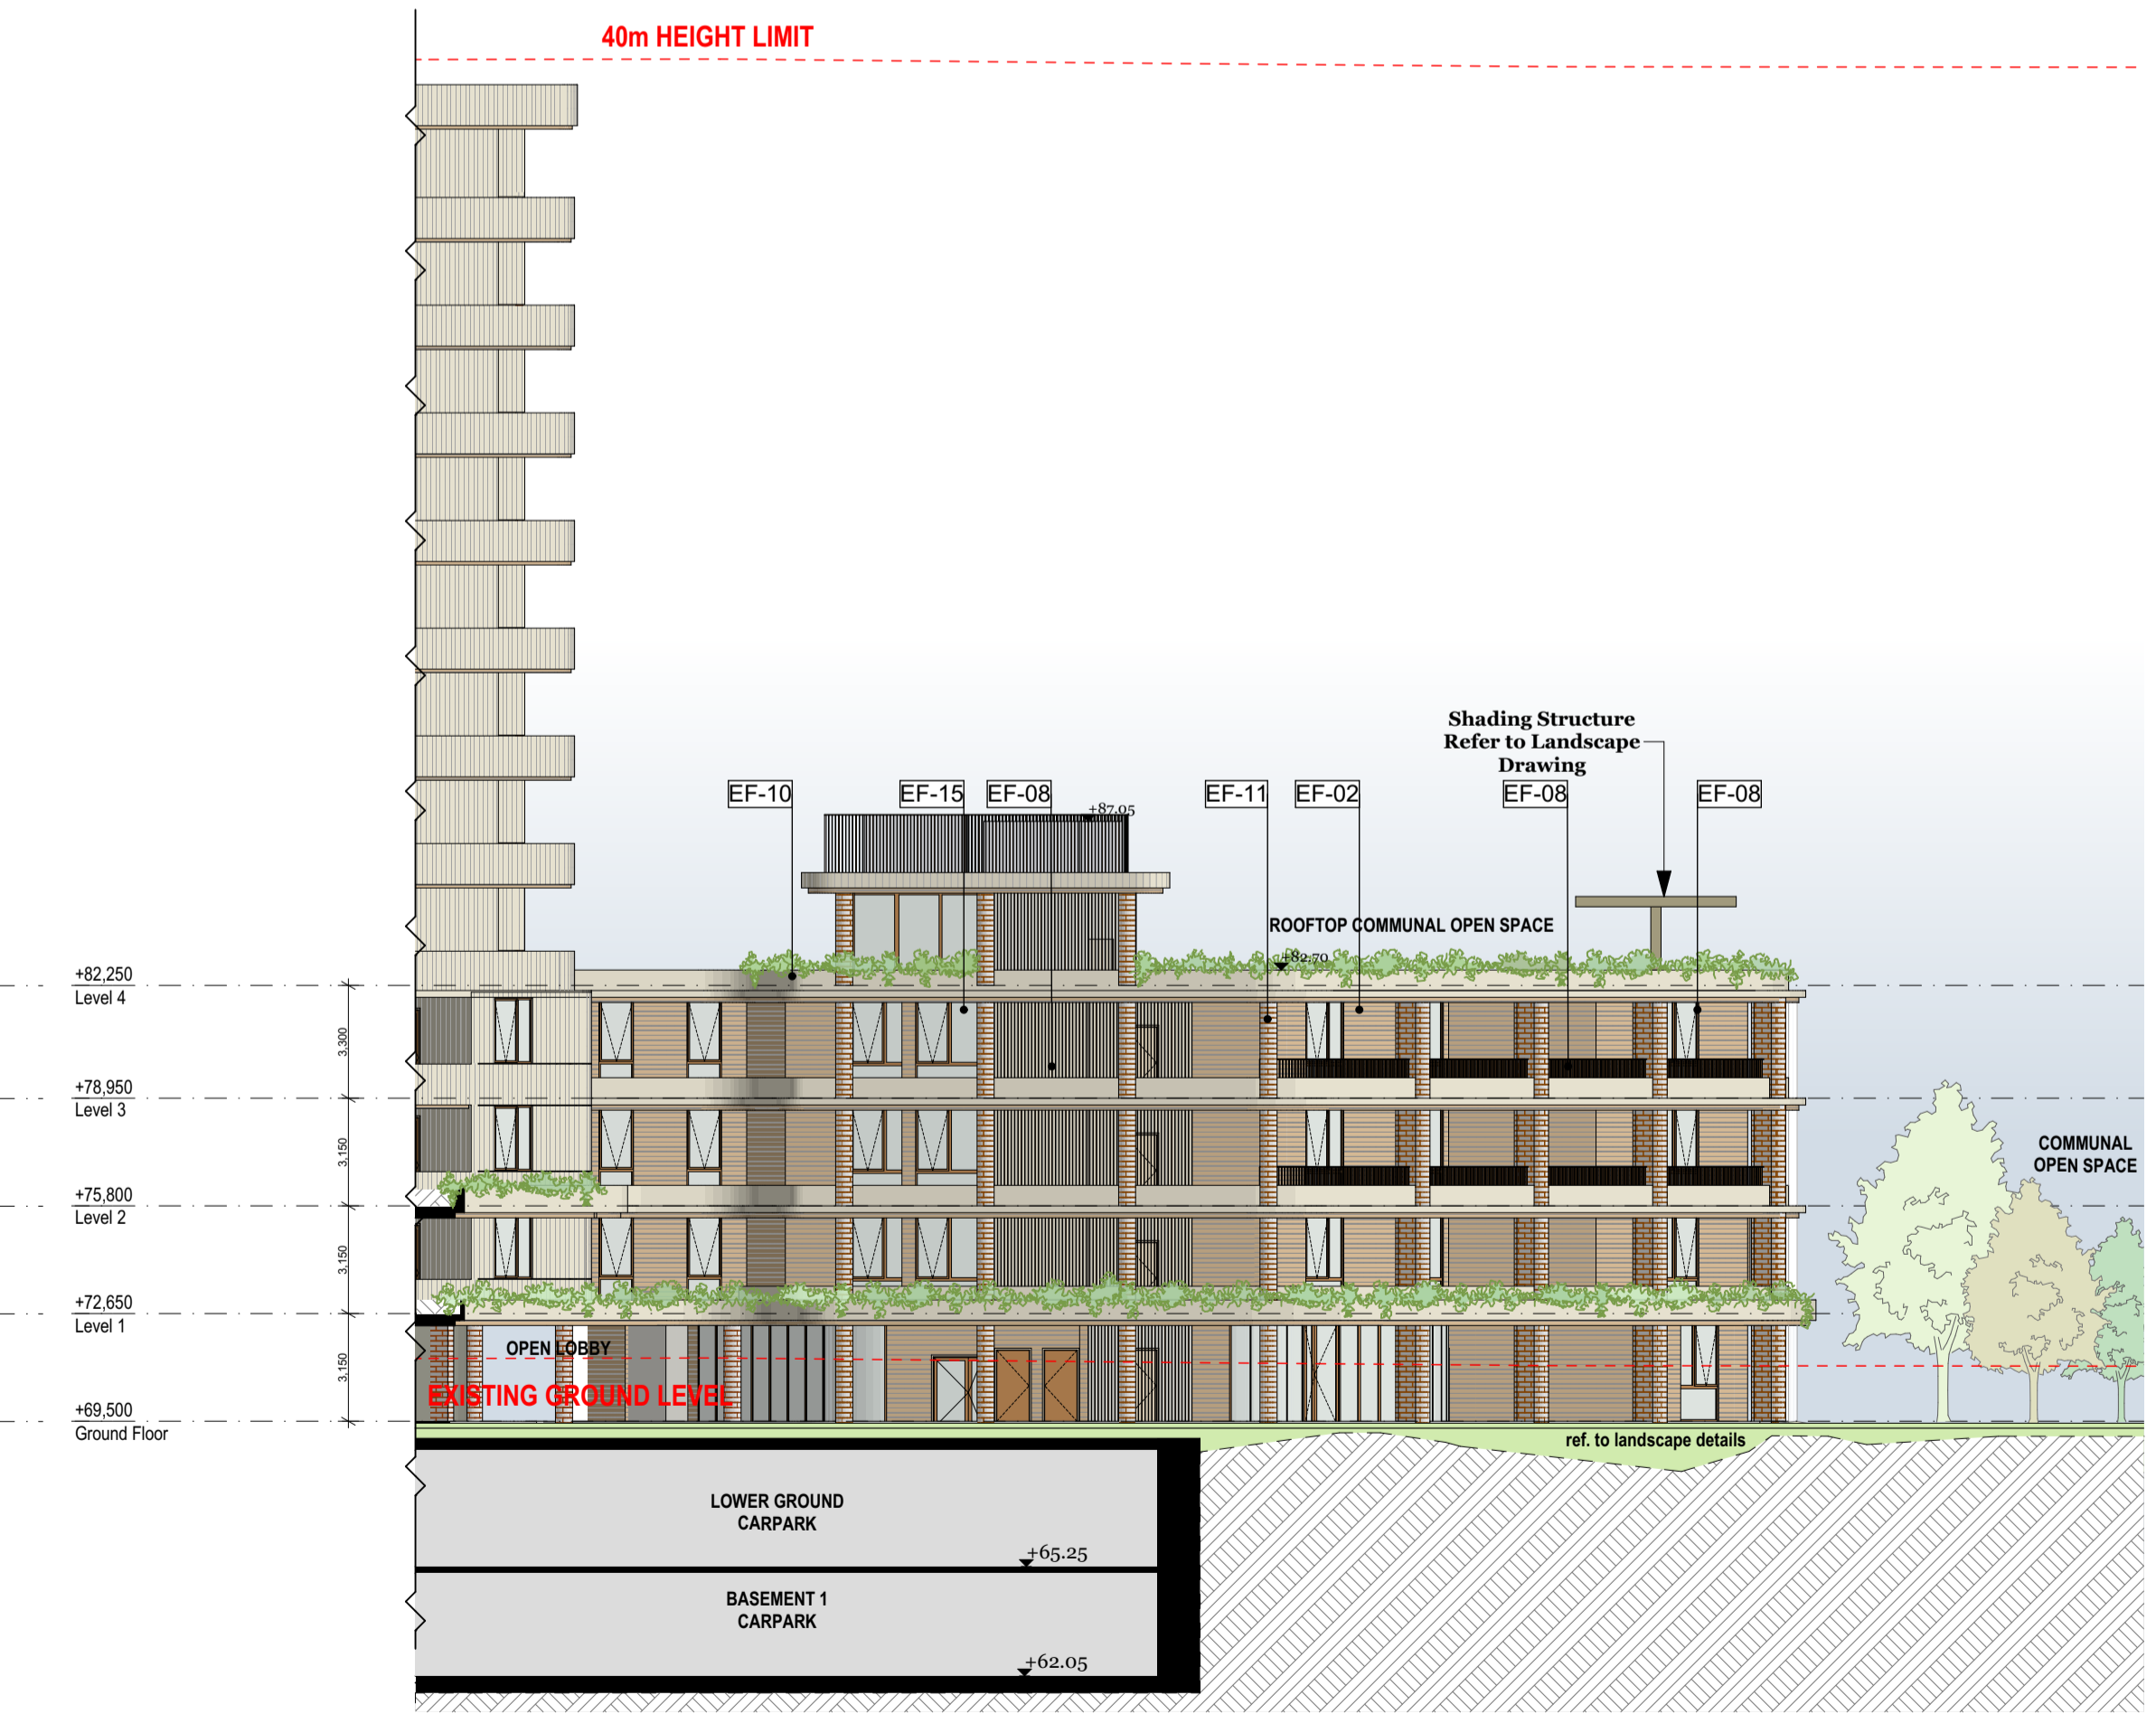 40m HEIGHT LIMIT
Shading Structure
Refer to Landscape
Drawing
EF-10
EF-15
EF-08
EF-11
EF-02
EF-08
EF-08
+87.05
ROOFTOP COMMUNAL OPEN SPACE
+82.70
+82,250
Level 4
3.300
+78,950
Level 3
3.150
+75,800
Level 2
3.150
+72,650
Level 1
3.150
+69,500
Ground Floor
COMMUNAL
OPEN SPACE
OPEN LOBBY
EXISTING GROUND LEVEL
ref. to landscape details
LOWER GROUND
CARPARK
+65.25
BASEMENT 1
CARPARK
+62.05